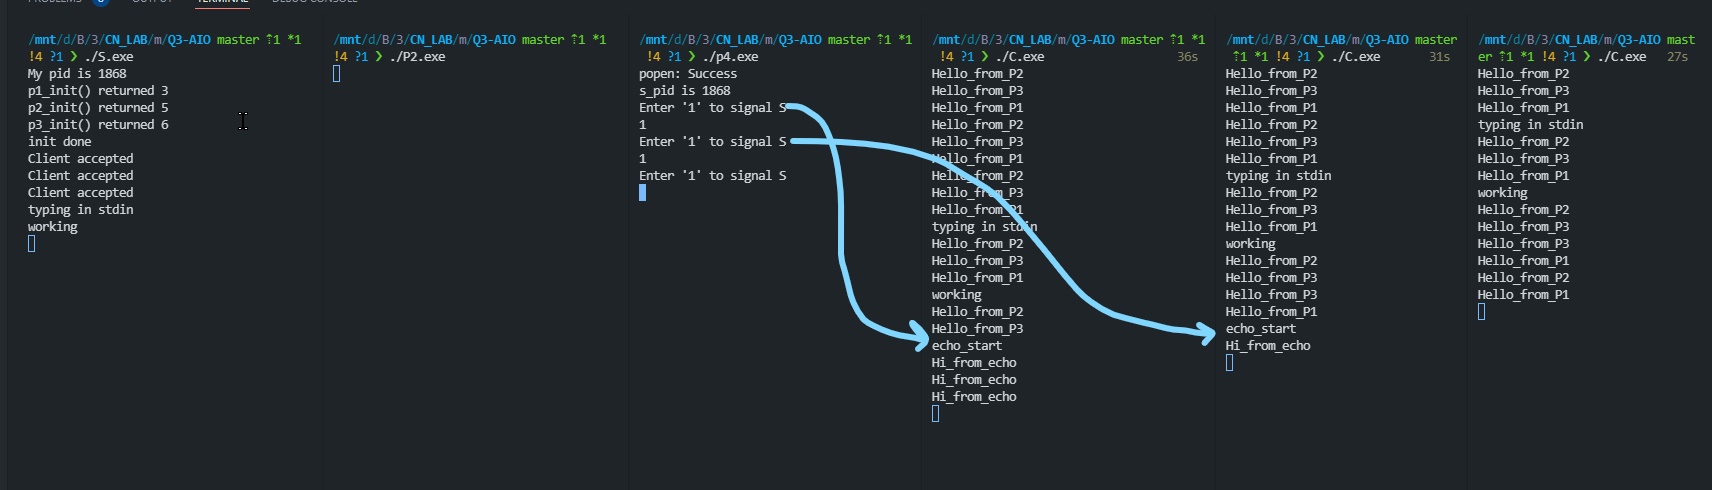 PROBLEMS OUTPUT TERMINAL DEBUG CONSOLE
/mnt/d/B/3/CN_LAB/m/Q3-AIO master ⇡1 *1
!4 ?1 ❯ ./S.exe
My pid is 1868
p1_init() returned 3
p2_init() returned 5
p3_init() returned 6
init done
Client accepted
Client accepted
Client accepted
typing in stdin
working
/mnt/d/B/3/CN_LAB/m/Q3-AIO master ⇡1 *1
!4 ?1 ❯ ./P2.exe
/mnt/d/B/3/CN_LAB/m/Q3-AIO master ⇡1 *1
!4 ?1 ❯ ./p4.exe
popen: Success
s_pid is 1868
Enter '1' to signal S
1
Enter '1' to signal S
1
Enter '1' to signal S
/mnt/d/B/3/CN_LAB/m/Q3-AIO master ⇡1 *1
!4 ?1 ❯ ./C.exe 36s
Hello_from_P2
Hello_from_P3
Hello_from_P1
Hello_from_P2
Hello_from_P3
Hello_from_P1
Hello_from_P2
Hello_from_P3
Hello_from_P1
typing in stdin
Hello_from_P2
Hello_from_P3
Hello_from_P1
working
Hello_from_P2
Hello_from_P3
echo_start
Hi_from_echo
Hi_from_echo
Hi_from_echo
/mnt/d/B/3/CN_LAB/m/Q3-AIO master
⇡1 *1 !4 ?1 ❯ ./C.exe 31s
Hello_from_P2
Hello_from_P3
Hello_from_P1
Hello_from_P2
Hello_from_P3
Hello_from_P1
typing in stdin
Hello_from_P2
Hello_from_P3
Hello_from_P1
working
Hello_from_P2
Hello_from_P3
Hello_from_P3
Hello_from_P1
echo_start
Hi_from_echo
/mnt/d/B/3/CN_LAB/m/Q3-AIO mast
er ⇡1 *1 !4 ?1 ❯ ./C.exe 27s
Hello_from_P2
Hello_from_P3
Hello_from_P1
typing in stdin
Hello_from_P2
Hello_from_P3
Hello_from_P1
working
Hello_from_P2
Hello_from_P3
Hello_from_P3
Hello_from_P1
Hello_from_P2
Hello_from_P1